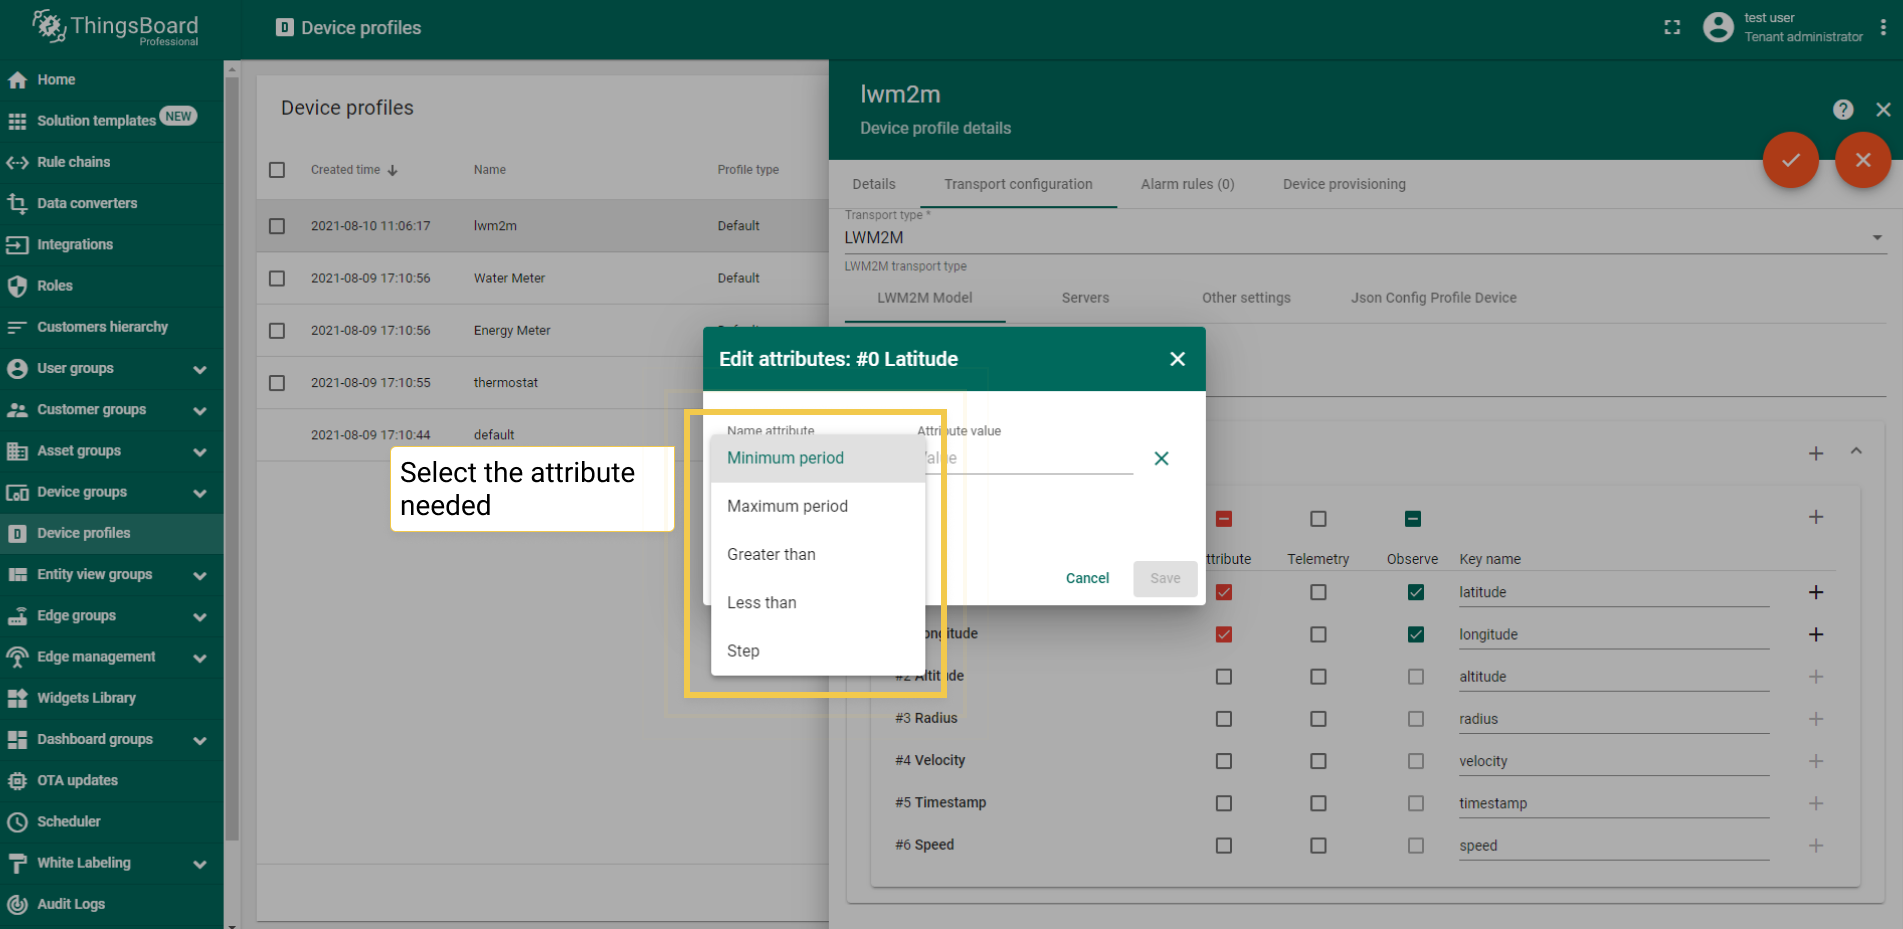 ThingsBoard
Professional
Device profiles
test user
Tenant administrator
Home
Solution templates NEW
Rule chains
Data converters
Integrations
Roles
Customers hierarchy
User groups
Customer groups
Asset groups
Device groups
Device profiles
Entity view groups
Edge groups
Edge management
Widgets Library
Dashboard groups
OTA updates
Scheduler
White Labeling
Audit Logs
Device profiles
Created time Name Profile type
2021-08-10 11:06:17 lwm2m Default
2021-08-09 17:10:56 Water Meter Default
2021-08-09 17:10:56 Energy Meter
2021-08-09 17:10:55 thermostat
2021-08-09 17:10:44 default
Select the attribute
needed
lwm2m
Device profile details
Details Transport configuration Alarm rules (0) Device provisioning
Transport type *
LWM2M
LWM2M transport type
LWM2M Model Servers Other settings Json Config Profile Device
Edit attributes: #0 Latitude
Name attribute Attribute value
Minimum period
Maximum period
Greater than
Less than
Step
Cancel Save
Telemetry Observe Key name
latitude
longitude
#2 Altitude altitude
#3 Radius radius
#4 Velocity velocity
#5 Timestamp timestamp
#6 Speed speed